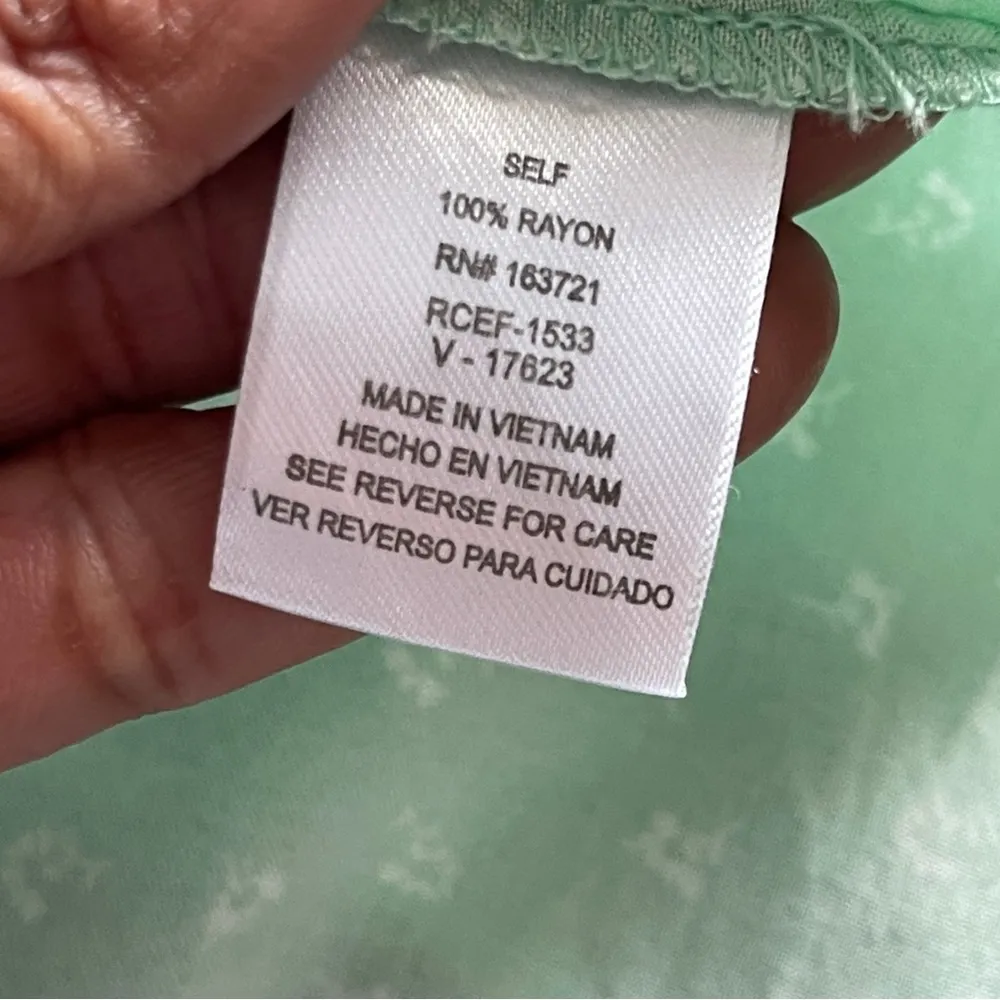 SELF
100% RAYON
RN# 163721
RCEF-1533
V - 17623
MADE IN VIETNAM
HECHO EN VIETNAM
SEE REVERSE FOR CARE
VER REVERSO PARA CUIDADO